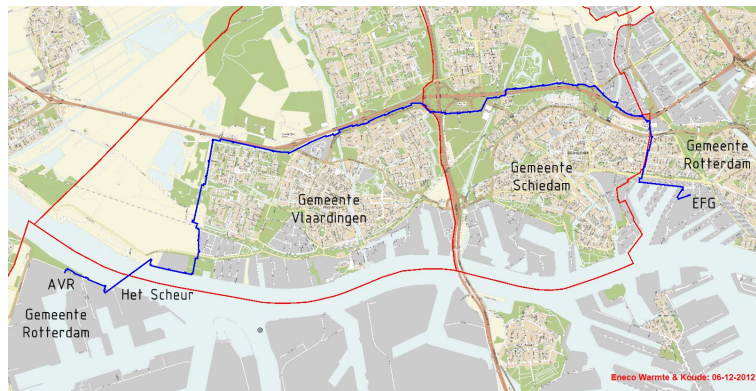 Gemeente
Rotterdam
Gemeente
Schiedam
Gemeente
Vlaardingen
EFG
AVR
Het Scheur
Gemeente
Rotterdam
Eneco Warmte & Koude: 06-12-2012